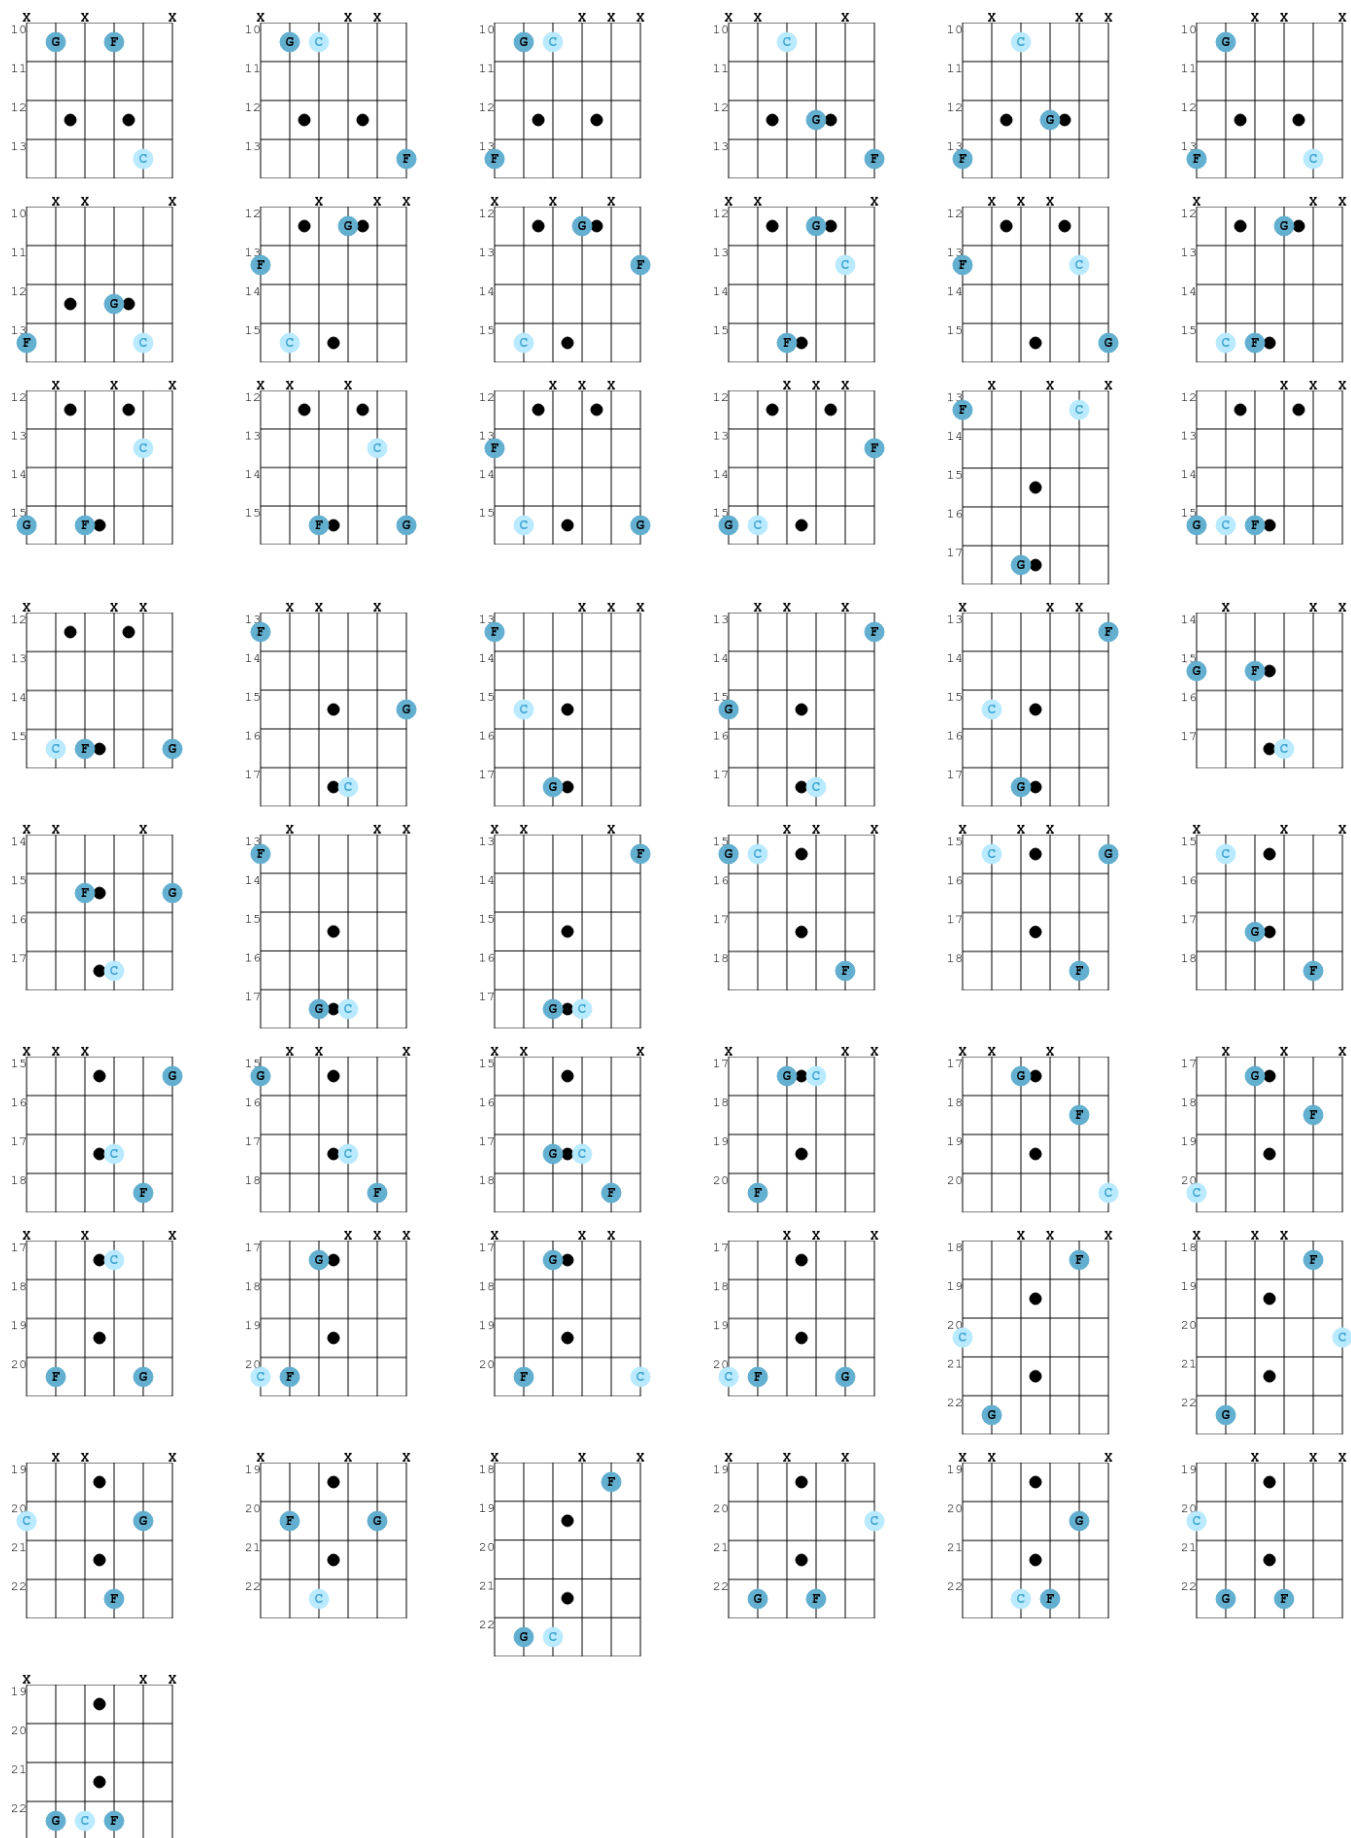 X X X X X X X X X X X X X X X X X X
10 G F 10 G C 10 G C 10 C 10 C 10 G
11 11 11 11 11 11
12 12 12 12 G 12 G 12
13 C 13 F 13 F 13 F 13 F 13 F C
X X X X X X X X X X X X X X X X X X
10 12 G 12 G 12 G 12 12 G
11 13 F 13 F 13 C 13 F C 13
12 G 14 14 14 14 14
13 F C 15 C 15 C 15 F 15 G 15 C F
X X X X X X X X X X X X X X X X X X
12 12 12 12 13 F C 12
13 C 13 C 13 F 13 F 14 13
14 14 14 14 15 14
15 G F 15 F G 15 C G 15 G C 16 15 G C F
17 G
X X X X X X X X X X X X X X X X X X
12 13 F 13 F 13 F 13 F 14
13 14 14 14 14 15 G F
14 15 G 15 C 15 G 15 C 16
15 C F G 16 16 16 16 17 C
17 C 17 G 17 C 17 G
X X X X X X X X X X X X X X X X X X
14 13 F 13 F 15 G C 15 C G 15 C
15 F G 14 14 16 16 16
16 15 15 17 17 17 G
17 C 16 16 18 F 18 F 18 F
17 G C 17 G C
X X X X X X X X X X X X X X X X X X
15 G 15 G 15 17 G C 17 G 17 G
16 16 16 18 18 F 18 F
17 C 17 C 17 G C 19 19 19
18 F 18 F 18 F 20 F 20 C 20 C
X X X X X X X X X X X X X X X X X X
17 C 17 G 17 G 17 18 F 18 F
18 18 18 18 19 19
19 19 19 19 20 C 20 C
20 F G 20 C F 20 F C 20 C F G 21 21
22 G 22 G
X X X X X X X X X X X X X X X X X X
19 19 18 F 19 19 19
20 C G 20 F G 19 20 C 20 G 20 C
21 21 20 21 21 21
22 F 22 C 21 22 G F 22 C F 22 G F
22 G C
X X X
19
20
21
22 G C F